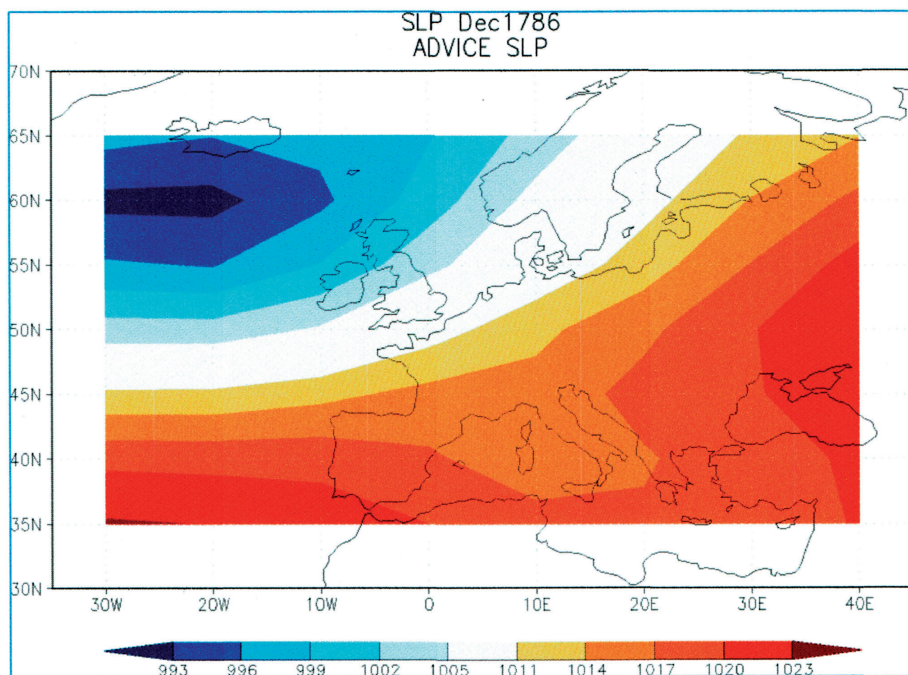 SLP Dec1786
ADVICE SLP
70N
65N
60N
55N
50N
45N
40N
35N
30N
30W 20W 10W 0 10E 20E 30E 40E
993 996 999 1002 1005 1011 1014 1017 1020 1023